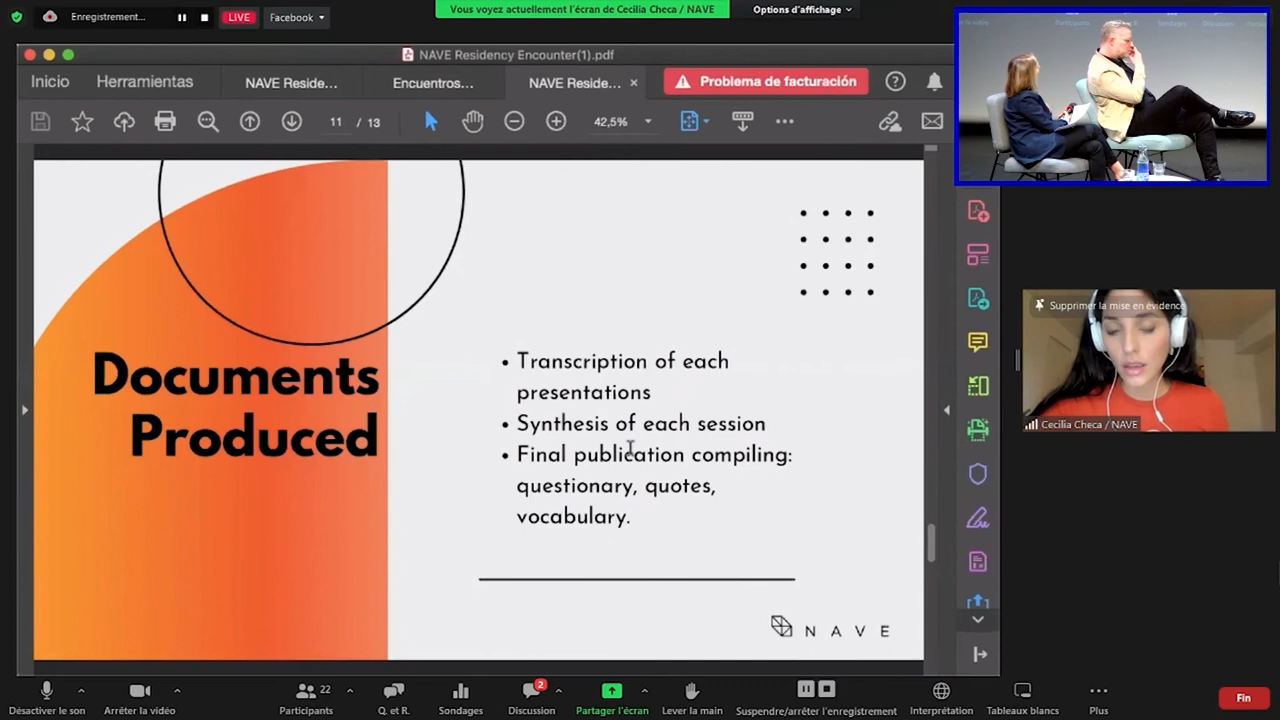 Enregistrement...
LIVE
Facebook
Vous voyez actuellement l'écran de Cecilia Checa / NAVE
Options d'affichage
NAVE Residency Encounter(1).pdf
Inicio
Herramientas
NAVE Reside...
Encuentros...
NAVE Reside...
Problema de facturación
11 / 13
42,5%
Documents
Produced
• Transcription of each
presentations
• Synthesis of each session
• Final publication compiling:
questionary, quotes,
vocabulary.
NAVE
Supprimer la mise en évidence
Cecilia Checa / NAVE
Désactiver le son
Arrêter la vidéo
22
Participants
Q. et R.
Sondages
2
Discussion
Partager l'écran
Lever la main
Suspendre/arrêter l'enregistrement
Interprétation
Tableaux blancs
Plus
Fin